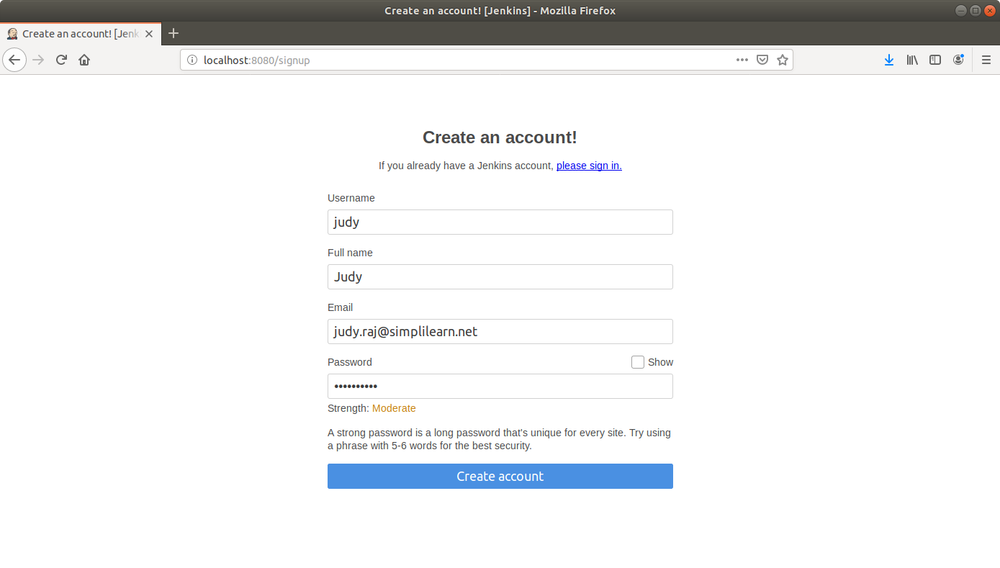 Create an account! [Jenkins] - Mozilla Firefox
Create an account! [Jenk
localhost:8080/signup
Create an account!
If you already have a Jenkins account, please sign in.
Username
judy
Full name
Judy
Email
judy.raj@simplilearn.net
Password
Show
••••••••••
Strength: Moderate
A strong password is a long password that's unique for every site. Try using
a phrase with 5-6 words for the best security.
Create account